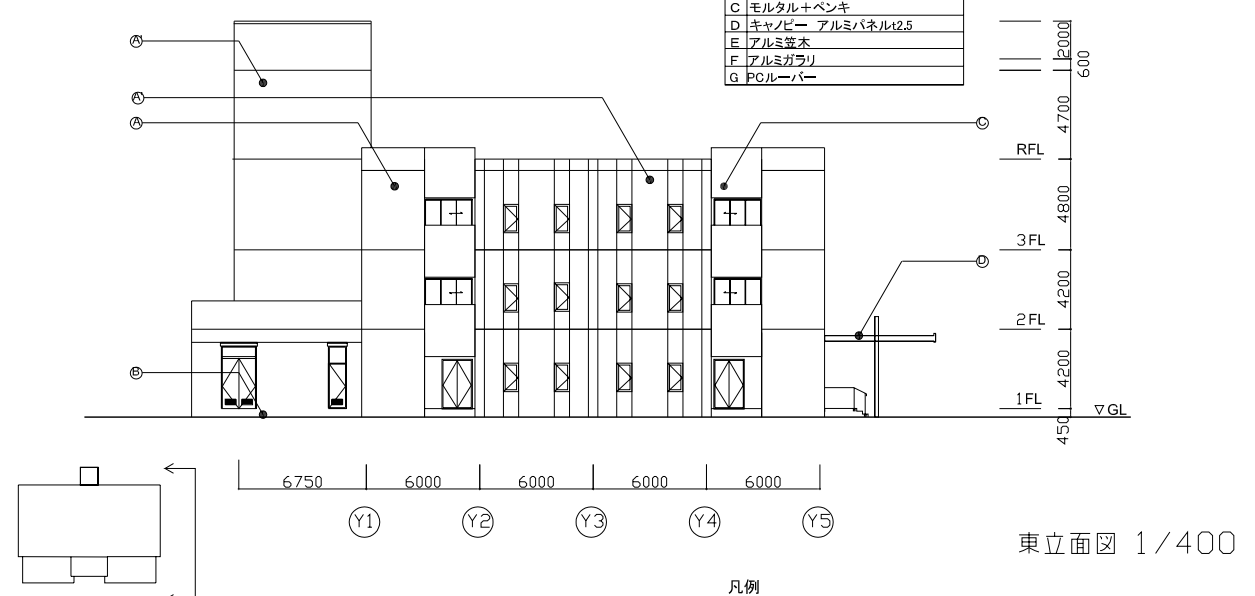 C モルタル＋ペンキ
D キャノピー アルミパネルt2.5
E アルミ笠木
F アルミガラリ
G PCルーバー
A'
A'
A
B
C
D
2000
600
4700
RFL
4800
3FL
4200
2FL
4200
1FL
▽GL
450
6750 6000 6000 6000 6000
Y1 Y2 Y3 Y4 Y5
東立面図 1/400
凡例